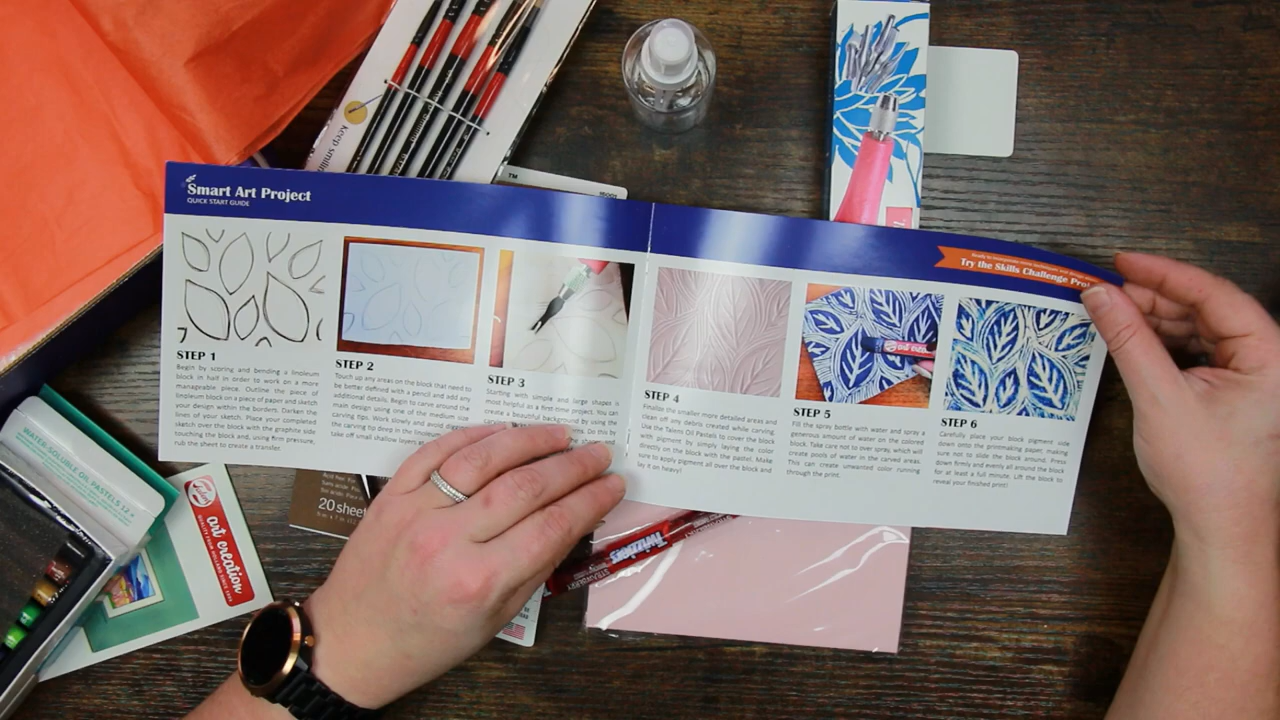 keep smiling
TM
Smart Art Project
QUICK START GUIDE
Try the Skills Challenge Pro
STEP 1
Begin by scoring and bending a linoleum
block in half in order to work on a more
manageable piece. Outline the piece of
linoleum block on a piece of paper and sketch
your design within the borders. Darken the
lines of your sketch. Place your completed
sketch over the block with the graphite side
touching the block and, using firm pressure,
rub the sheet to create a transfer.
STEP 2
Touch up any areas on the block that need to
be better defined with a pencil and add any
additional details. Begin to carve around the
main design using one of the medium size
carving tips. Work slowly and avoid digging
the carving tip deep in the linoleum
take off small shallow layers
STEP 3
Starting with simple and large shapes is
most helpful as a first-time project. You can
create a beautiful background by using the
STEP 4
Finalize the smaller more detailed areas and
clean off any debris created while carving.
Use the Talens Oil Pastels to cover the block
with pigment by simply laying the color
directly on the block with the pastel. Make
sure to apply pigment all over the block and
lay it on heavy!
STEP 5
Fill the spray bottle with water and spray a
generous amount of water on the colored
block. Take care not to over spray, which will
create pools of water in the carved areas.
This can create unwanted color running
through the print.
STEP 6
Carefully place your block pigment side
down onto the printmaking paper, making
sure not to slide the block around. Press
down firmly and evenly all around the block
for at least a full minute. Lift the block to
reveal your finished print!
WATER-SOLUBLE OIL PASTELS 12
art creation
20 sheet
Twizzlers
STRAWBERRY